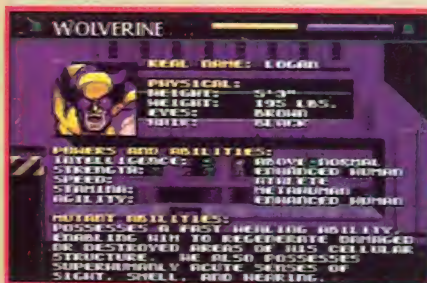 WOLVERINE
REAL NAME: LOGAN
PHYSICAL:
HEIGHT: 5'3"
WEIGHT: 195 LBS.
EYES: BROWN
HAIR: BLACK
POWERS AND ABILITIES:
INTELLIGENCE: ABOVE NORMAL
STRENGTH: ENHANCED HUMAN
SPEED: ATHLETE
STAMINA: METAHUMAN
AGILITY: ENHANCED HUMAN
MUTANT ABILITIES:
POSSESSES A FAST HEALING ABILITY,
ENABLING HIM TO REGENERATE DAMAGED
OR DESTROYED AREAS OF HIS CELLULAR
STRUCTURE. HE ALSO POSSESSES
SUPERHUMANLY ACUTE SENSES OF
SIGHT, SMELL, AND HEARING.